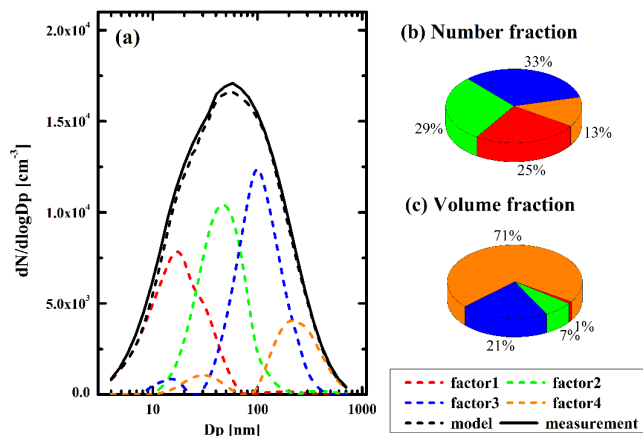 (a)
2.0x10⁴
1.5x10⁴
1.0x10⁴
5.0x10³
0.0
dN/dlogDp [cm⁻³]
10
100
1000
Dp [nm]
(b) Number fraction
33%
29%
13%
25%
(c) Volume fraction
71%
1%
7%
21%
factor1 factor2
factor3 factor4
model measurement